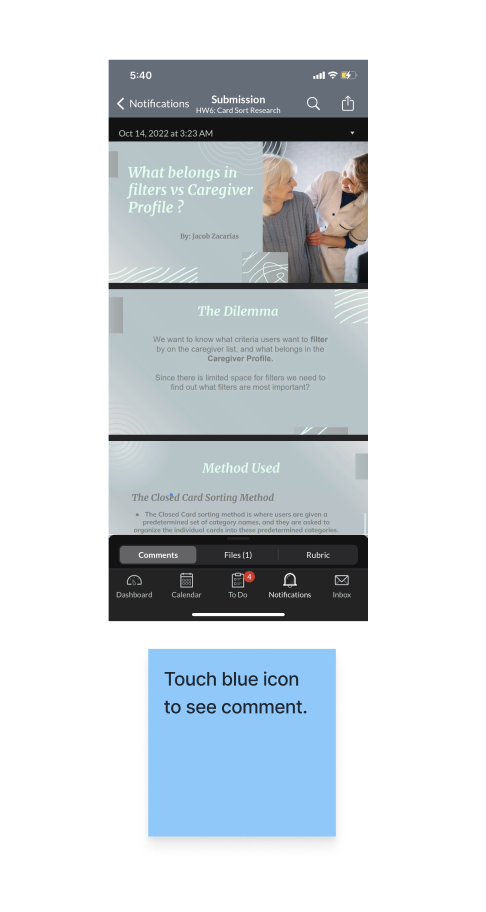 5:40
Notifications
Submission
HW6: Card Sort Research
Oct 14, 2022 at 3:23 AM
What belongs in
filters vs Caregiver
Profile ?
By: Jacob Zacarias
The Dilemma
We want to know what criteria users want to filter
by on the caregiver list, and what belongs in the
Caregiver Profile.
Since there is limited space for filters we need to
find out what filters are most important?
Method Used
The Closed Card Sorting Method
• The Closed Card sorting method is where users are given a
predetermined set of category names, and they are asked to
organize the individual cards into these predetermined categories.
Comments
Files (1)
Rubric
4
Dashboard
Calendar
To Do
Notifications
Inbox
Touch blue icon
to see comment.